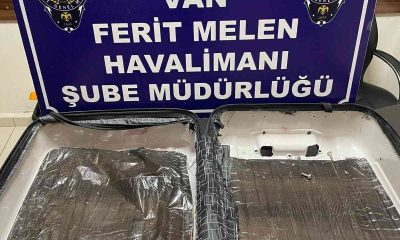 VAN
FERİT MELEN
HAVALİMANI
ŞUBE MÜDÜRLÜĞÜ